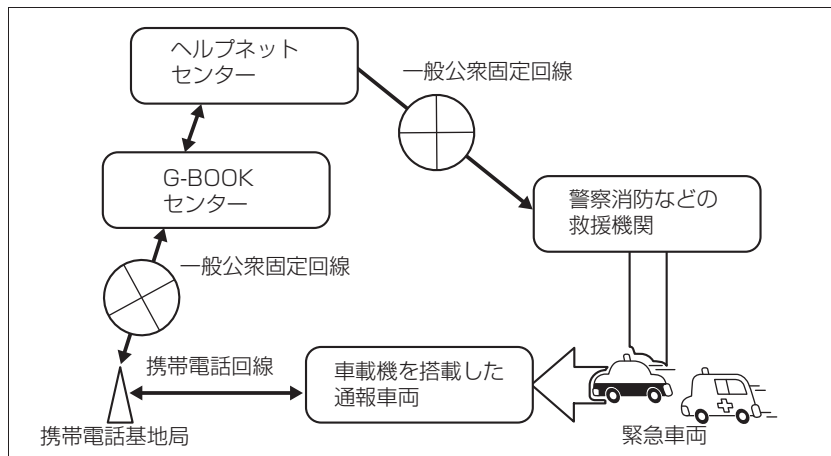 ヘルプネット
センター
一般公衆固定回線
G-BOOK
センター
警察消防などの
救援機関
一般公衆固定回線
携帯電話回線
車載機を搭載した
通報車両
携帯電話基地局
緊急車両